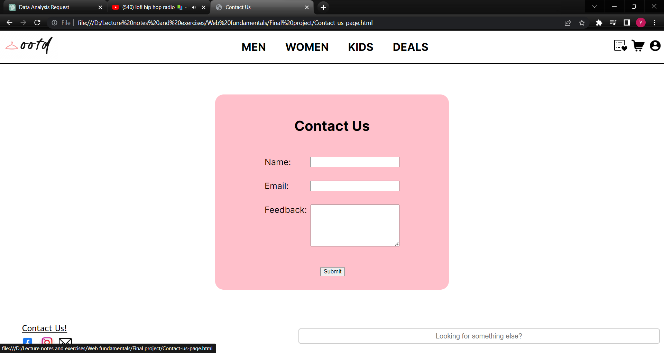 Data Analysis Request
(540) lofi hip hop radio
Contact Us
File
file:///D:/Lecture%20notes%20and%20exercises/Web%20fundamentals/Final%20project/Contact-us-page.html
ootd
MEN WOMEN KIDS DEALS
Contact Us
Name:
Email:
Feedback:
Submit
Contact Us!
Looking for something else?
file:///D:/Lecture notes and exercises/Web fundamentals/Final project/Contact-us-page.html